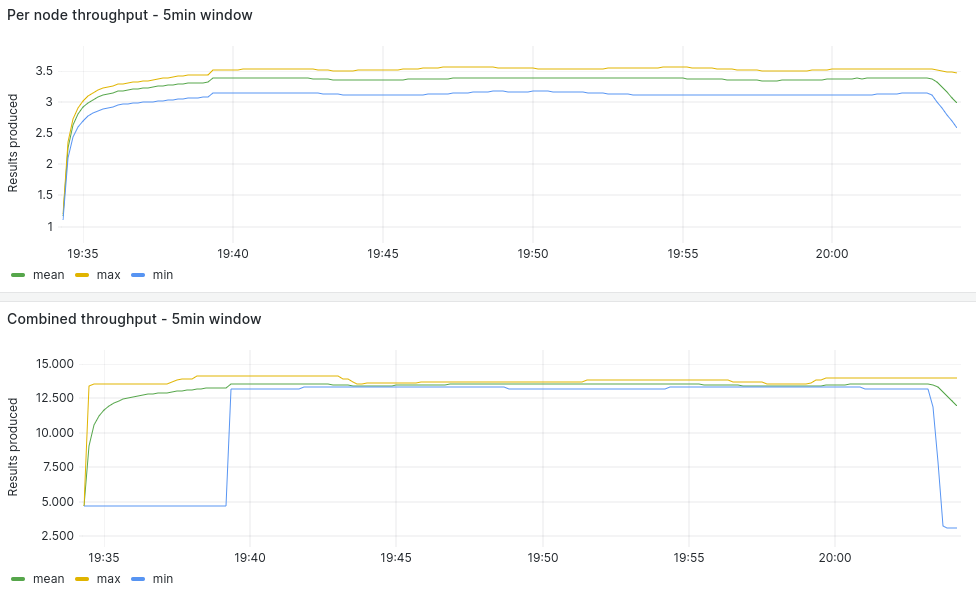 Per node throughput - 5min window
Results produced
3.5
3
2.5
2
1.5
1
19:35 19:40 19:45 19:50 19:55 20:00
mean max min
Combined throughput - 5min window
Results produced
15.000
12.500
10.000
7.500
5.000
2.500
19:35 19:40 19:45 19:50 19:55 20:00
mean max min